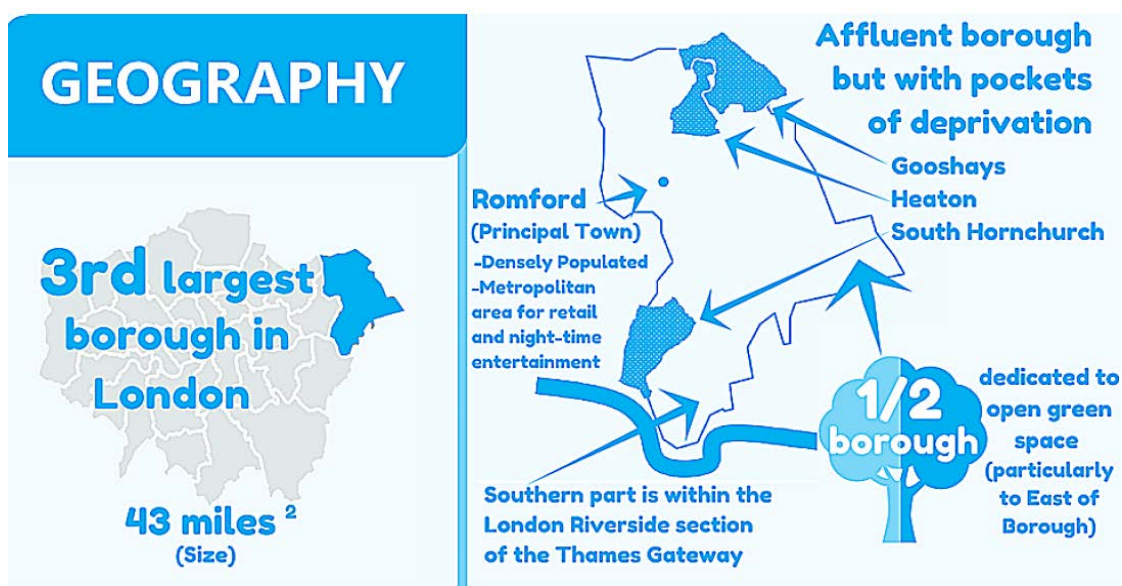 GEOGRAPHY
3rd largest
borough in
London
43 miles ²
(Size)
Affluent borough
but with pockets
of deprivation
Gooshays
Heaton
South Hornchurch
Romford
(Principal Town)
-Densely Populated
-Metropolitan
area for retail
and night-time
entertainment
Southern part is within the
London Riverside section
of the Thames Gateway
1/2
borough
dedicated to
open green
space
(particularly
to East of
Borough)